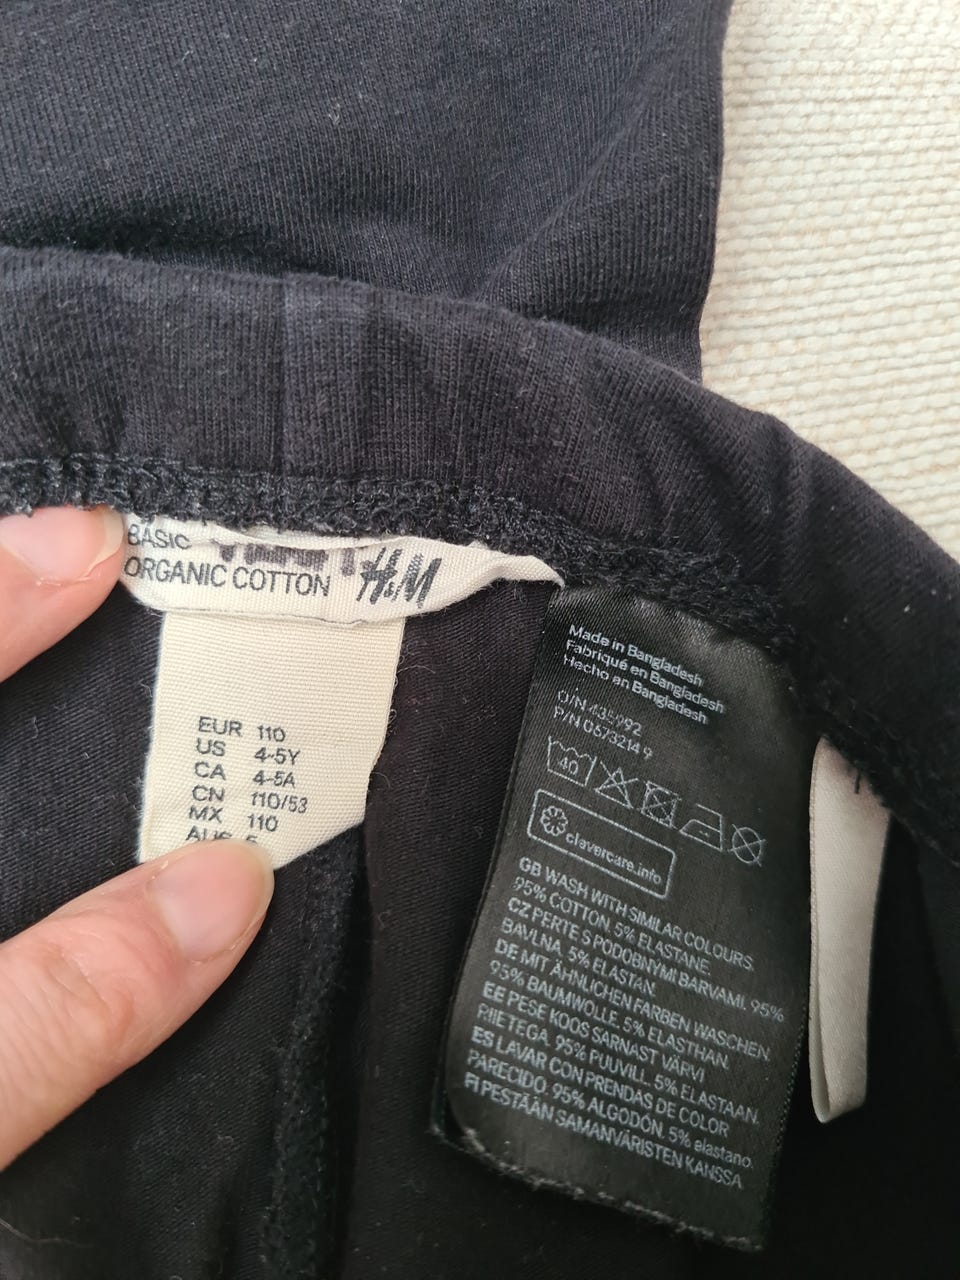 BASIC
ORGANIC COTTON H&M
EUR 110
US 4-5Y
CA 4-5A
CN 110/53
MX 110
Made in Bangladesh
Fabriqué en Bangladesh
Hecho en Bangladesh
O/N 435992
P/N 0673214 9
40
clevercare.info
GB WASH WITH SIMILAR COLOURS.
95% COTTON. 5% ELASTANE.
CZ PERTE S PODOBNYMI BARVAMI. 95%
BAVLNA. 5% ELASTAN.
DE MIT ÄHNLICHEN FARBEN WASCHEN.
95% BAUMWOLLE. 5% ELASTHAN.
EE PESE KOOS SARNAST VÄRVI
RIIETEGA. 95% PUUVILL. 5% ELASTAAN.
ES LAVAR CON PRENDAS DE COLOR
PARECIDO. 95% ALGODÓN. 5% elastano.
FI PESTÄÄN SAMANVÄRISTEN KANSSA